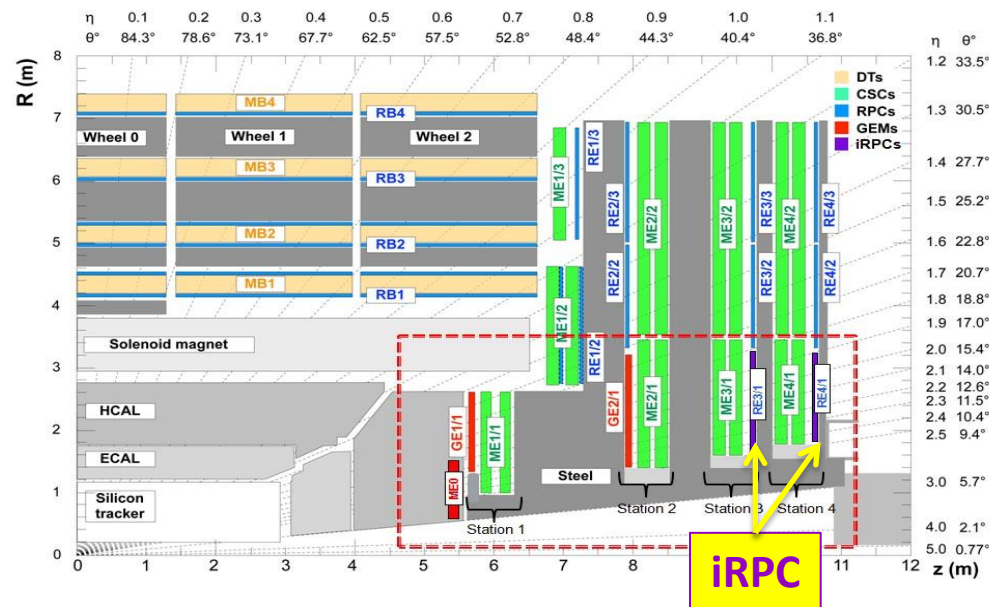 η 0.1 0.2 0.3 0.4 0.5 0.6 0.7 0.8 0.9 1.0 1.1
θ° 84.3° 78.6° 73.1° 67.7° 62.5° 57.5° 52.8° 48.4° 44.3° 40.4° 36.8°
η θ°
R (m)
8
7
6
5
4
3
2
1
0
1.2 33.5°
1.3 30.5°
1.4 27.7°
1.5 25.2°
1.6 22.8°
1.7 20.7°
1.8 18.8°
1.9 17.0°
2.0 15.4°
2.1 14.0°
2.2 12.6°
2.3 11.5°
2.4 10.4°
2.5 9.4°
3.0 5.7°
4.0 2.1°
5.0 0.77°
DTs
CSCs
RPCs
GEMs
iRPCs
MB4
RB4
Wheel 0
Wheel 1
Wheel 2
MB3
RB3
MB2
RB2
MB1
RB1
Solenoid magnet
HCAL
ECAL
Silicon
tracker
ME1/3
RE1/3
ME1/2
RE1/2
RE2/3
RE2/2
ME2/2
ME3/2
RE3/3
RE3/2
ME4/2
RE4/3
RE4/2
GE1/1
ME1/1
ME0
GE2/1
ME2/1
ME3/1
RE3/1
ME4/1
RE4/1
Steel
Station 1
Station 2
Station 3
Station 4
iRPC
0 1 2 3 4 5 6 7 8 9 11 12
z (m)